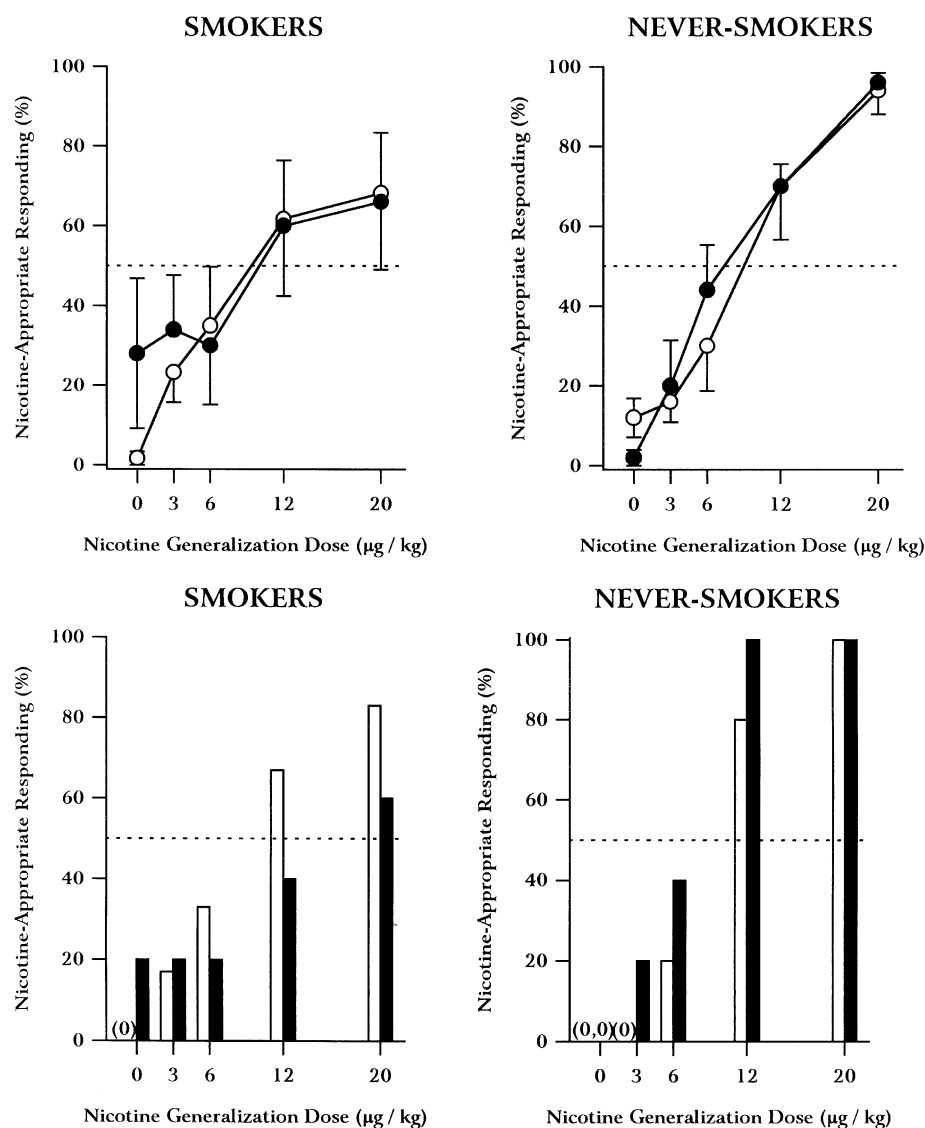 SMOKERS
Nicotine-Appropriate Responding (%)
100
80
60
40
20
0
0 3 6 12 20
Nicotine Generalization Dose (μg / kg)
NEVER-SMOKERS
Nicotine-Appropriate Responding (%)
100
80
60
40
20
0
0 3 6 12 20
Nicotine Generalization Dose (μg / kg)
SMOKERS
Nicotine-Appropriate Responding (%)
100
80
60
40
20
0
(0)
0 3 6 12 20
Nicotine Generalization Dose (μg / kg)
NEVER-SMOKERS
Nicotine-Appropriate Responding (%)
100
80
60
40
20
0
(0,0)(0)
0 3 6 12 20
Nicotine Generalization Dose (μg / kg)